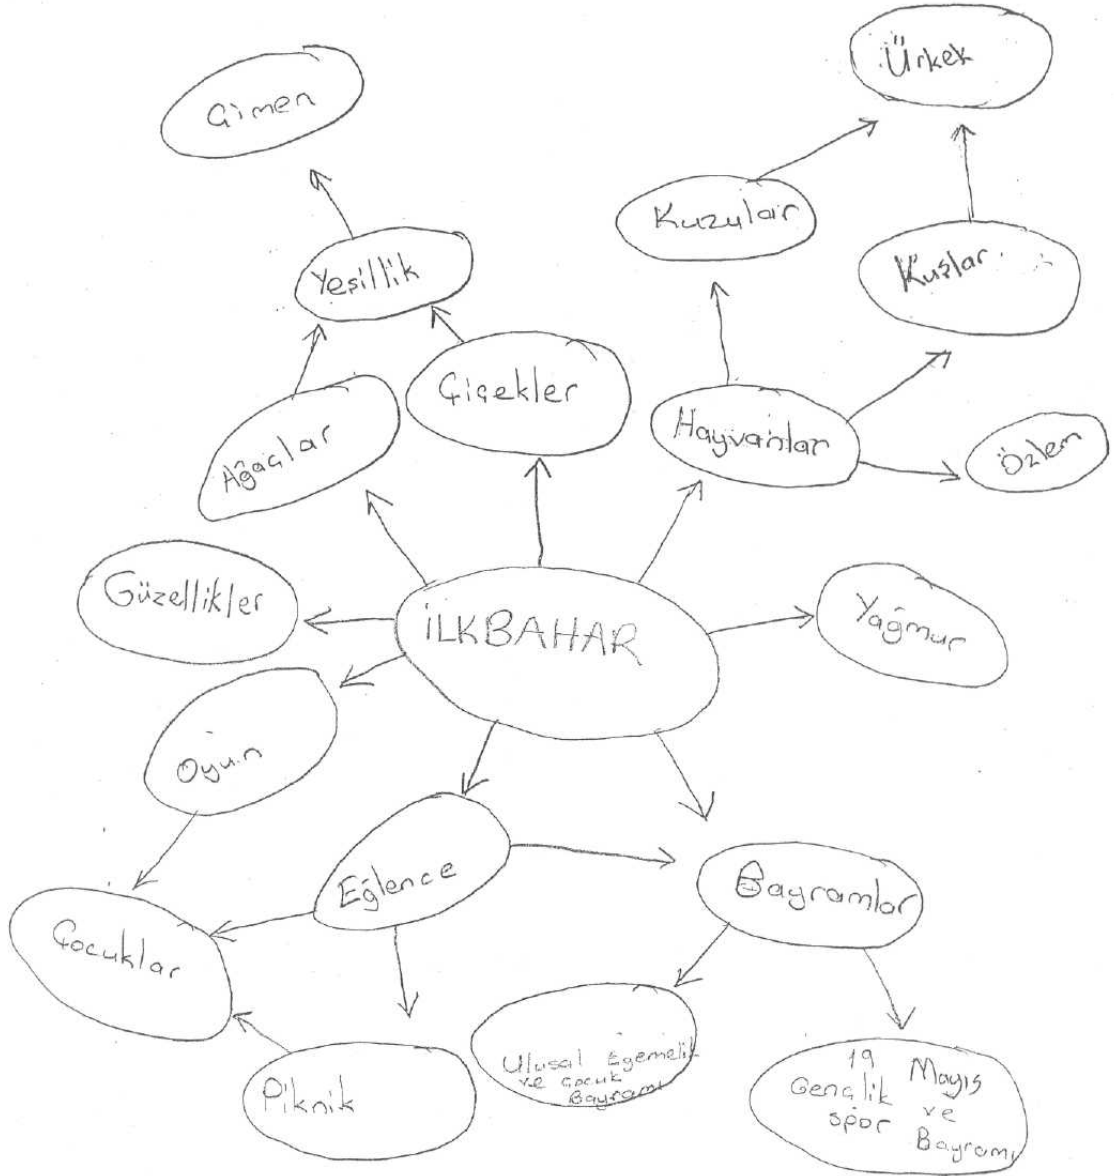 Ürkek
Çimen
Kuzular
Kuşlar
Yeşillik
Çiçekler
Hayvanlar
Ağaçlar
Özlem
Güzellikler
İLKBAHAR
Yağmur
Oyun
Eğlence
Bayramlar
Çocuklar
Piknik
Ulusal Egemelik
ve Çocuk
Bayramı
19 Mayıs
Gençlik ve
Spor Bayramı